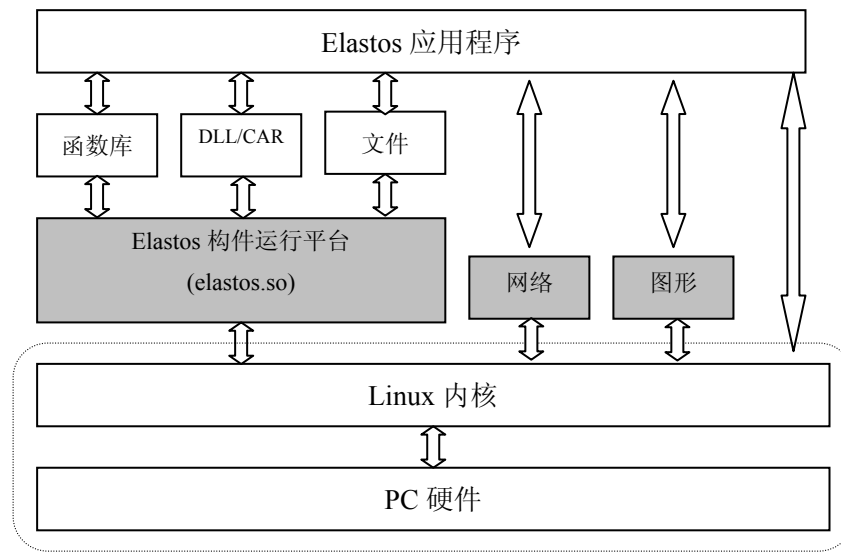 Elastos 应用程序
函数库
DLL/CAR
文件
Elastos 构件运行平台
(elastos.so)
网络
图形
Linux 内核
PC 硬件